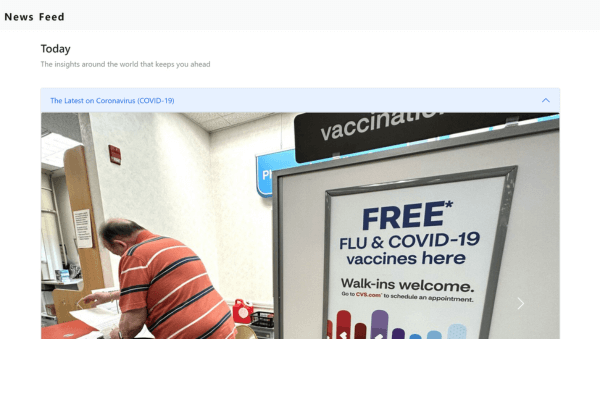 News Feed
Today
The insights around the world that keeps you ahead
The Latest on Coronavirus (COVID-19)
FREE*
FLU & COVID-19
vaccines here
Walk-ins welcome.
Go to CVS.com* to schedule an appointment.